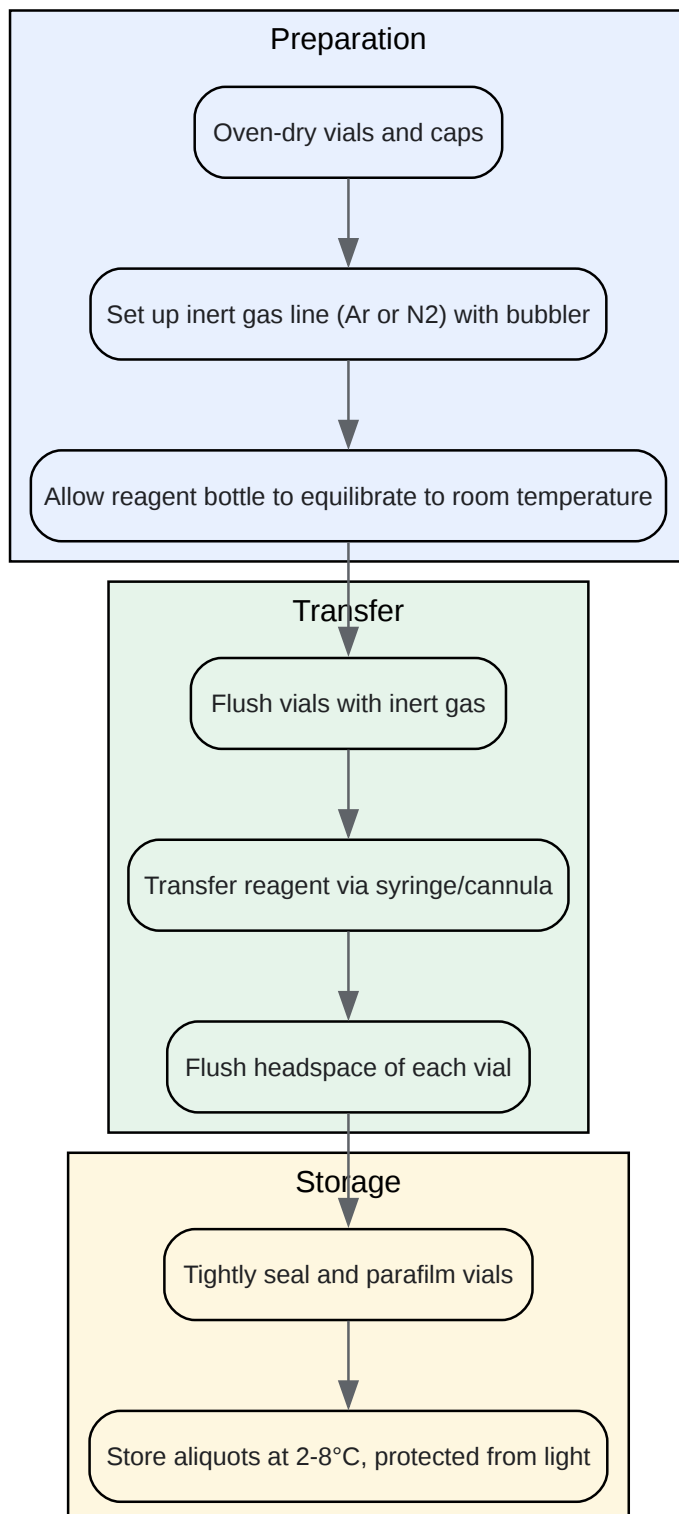 Preparation
Oven-dry vials and caps
Set up inert gas line (Ar or N2) with bubbler
Allow reagent bottle to equilibrate to room temperature
Transfer
Flush vials with inert gas
Transfer reagent via syringe/cannula
Flush headspace of each vial
Storage
Tightly seal and parafilm vials
Store aliquots at 2-8°C, protected from light